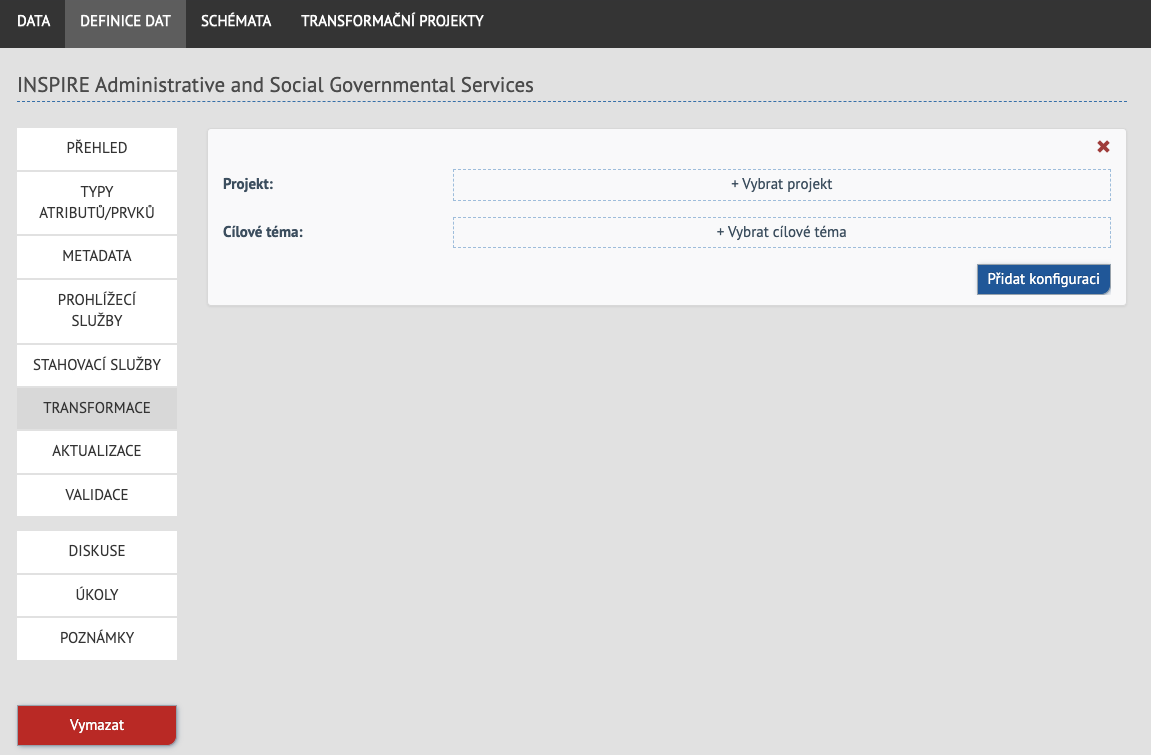 DATA DEFINICE DAT SCHÉMATA TRANSFORMAČNÍ PROJEKTY
INSPIRE Administrative and Social Governmental Services
PŘEHLED
TYPY
ATRIBUTŮ/PRVKŮ
METADATA
PROHLÍŽECÍ
SLUŽBY
STAHOVACÍ SLUŽBY
TRANSFORMACE
AKTUALIZACE
VALIDACE
DISKUSE
ÚKOLY
POZNÁMKY
Vymazat
Projekt: + Vybrat projekt
Cílové téma: + Vybrat cílové téma
Přidat konfiguraci